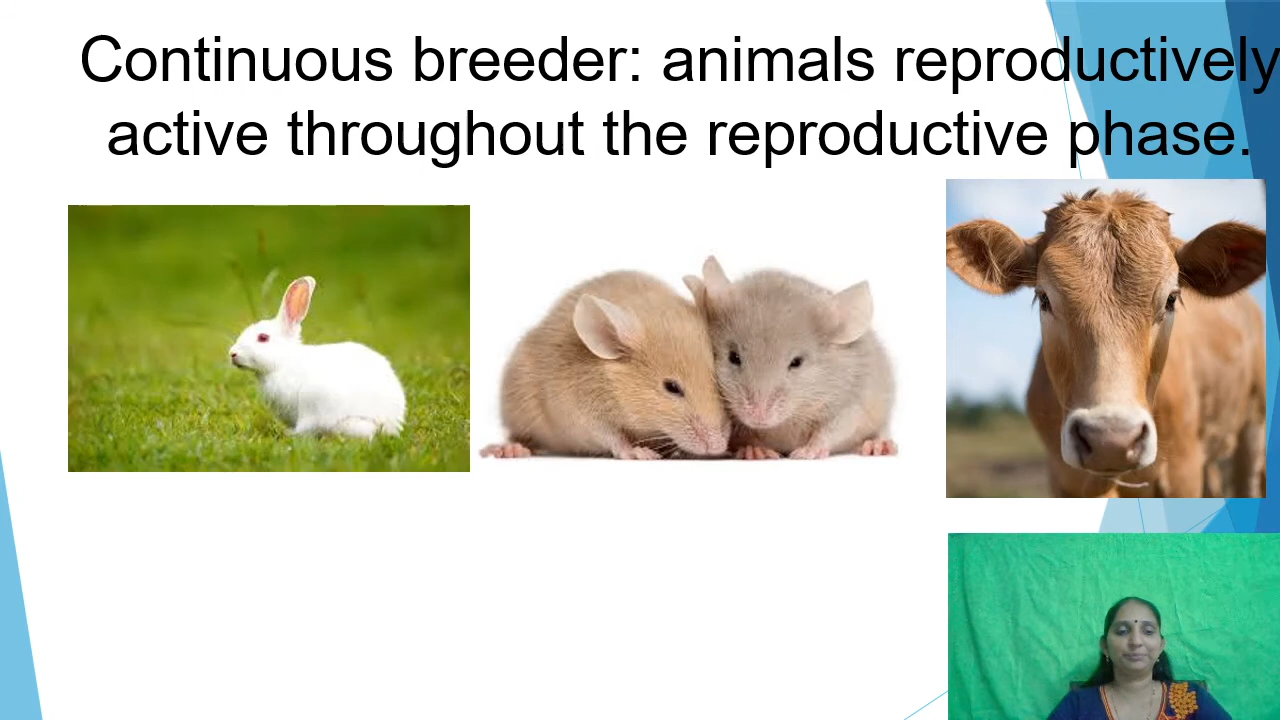 Continuous breeder: animals reproductively
active throughout the reproductive phase.